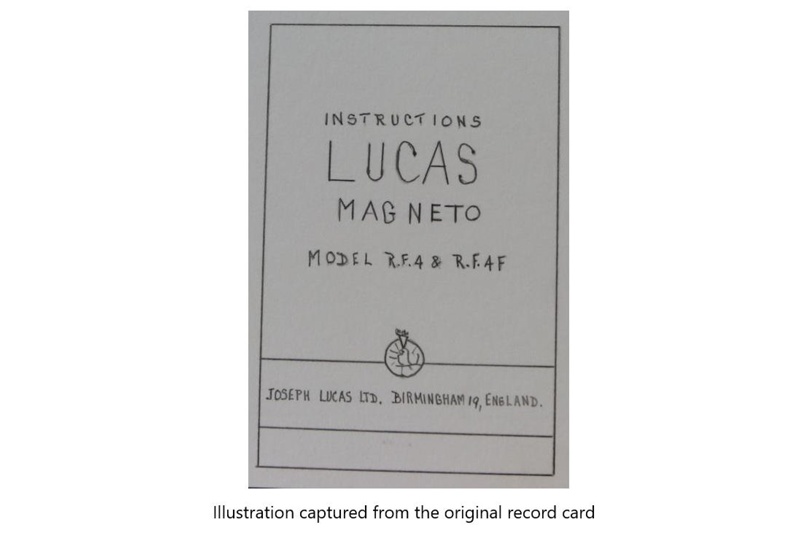 INSTRUCTIONS
LUCAS
MAGNETO
MODEL R.F.4 & R.F.4F
JOSEPH LUCAS LTD. BIRMINGHAM 19, ENGLAND.
Illustration captured from the original record card